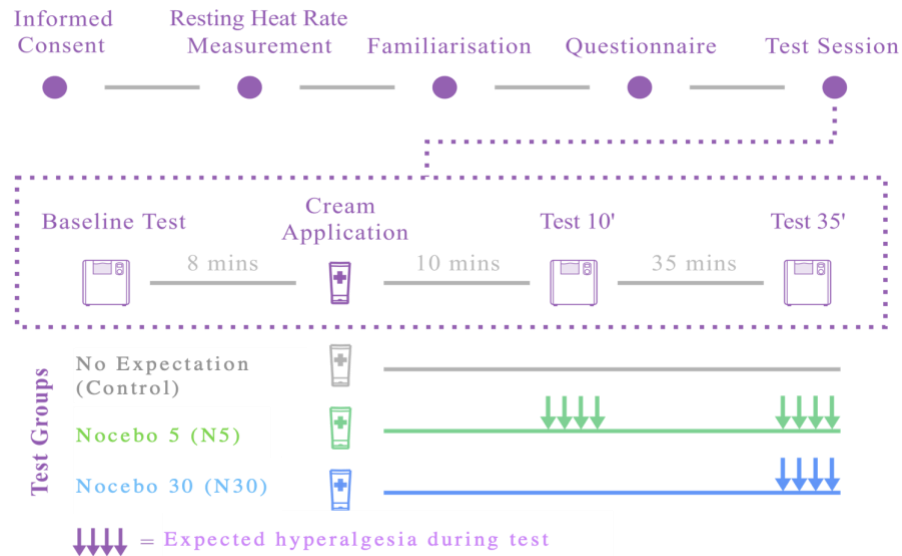 Informed
Consent
Resting Heat Rate
Measurement
Familiarisation
Questionnaire
Test Session
Baseline Test
Cream
Application
Test 10'
Test 35'
8 mins
10 mins
35 mins
Test Groups
No Expectation
(Control)
Nocebo 5 (N5)
Nocebo 30 (N30)
= Expected hyperalgesia during test